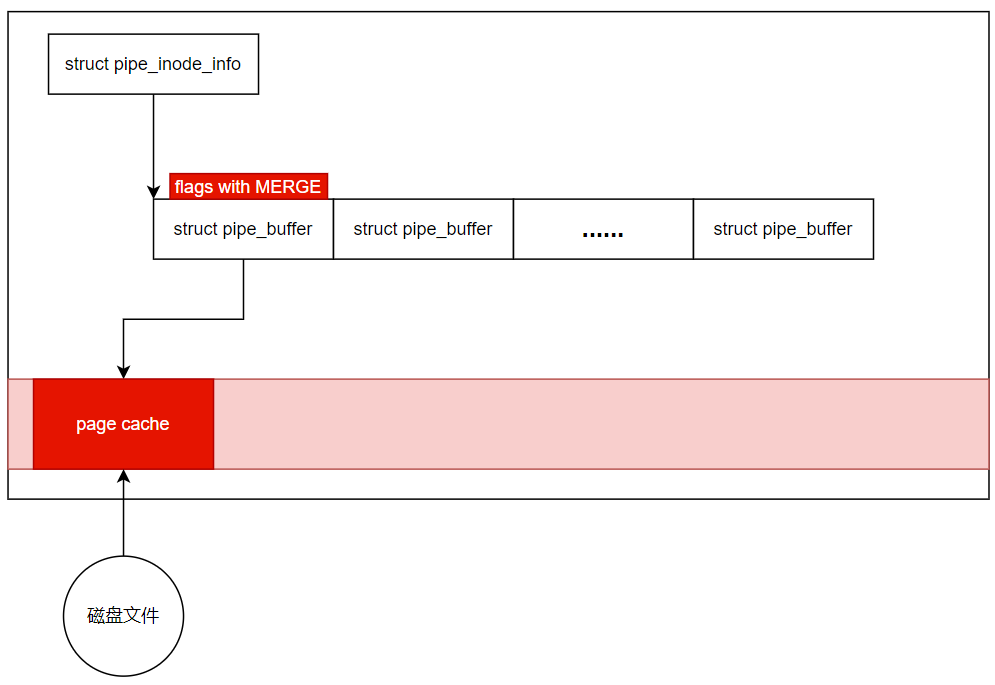 struct pipe_inode_info
flags with MERGE
struct pipe_buffer
struct pipe_buffer
......
struct pipe_buffer
page cache
磁盘文件